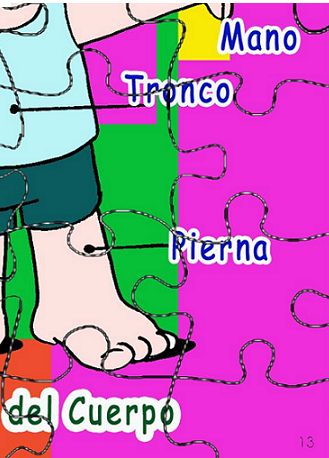 Mano
Tronco
Pierna
del Cuerpo
13